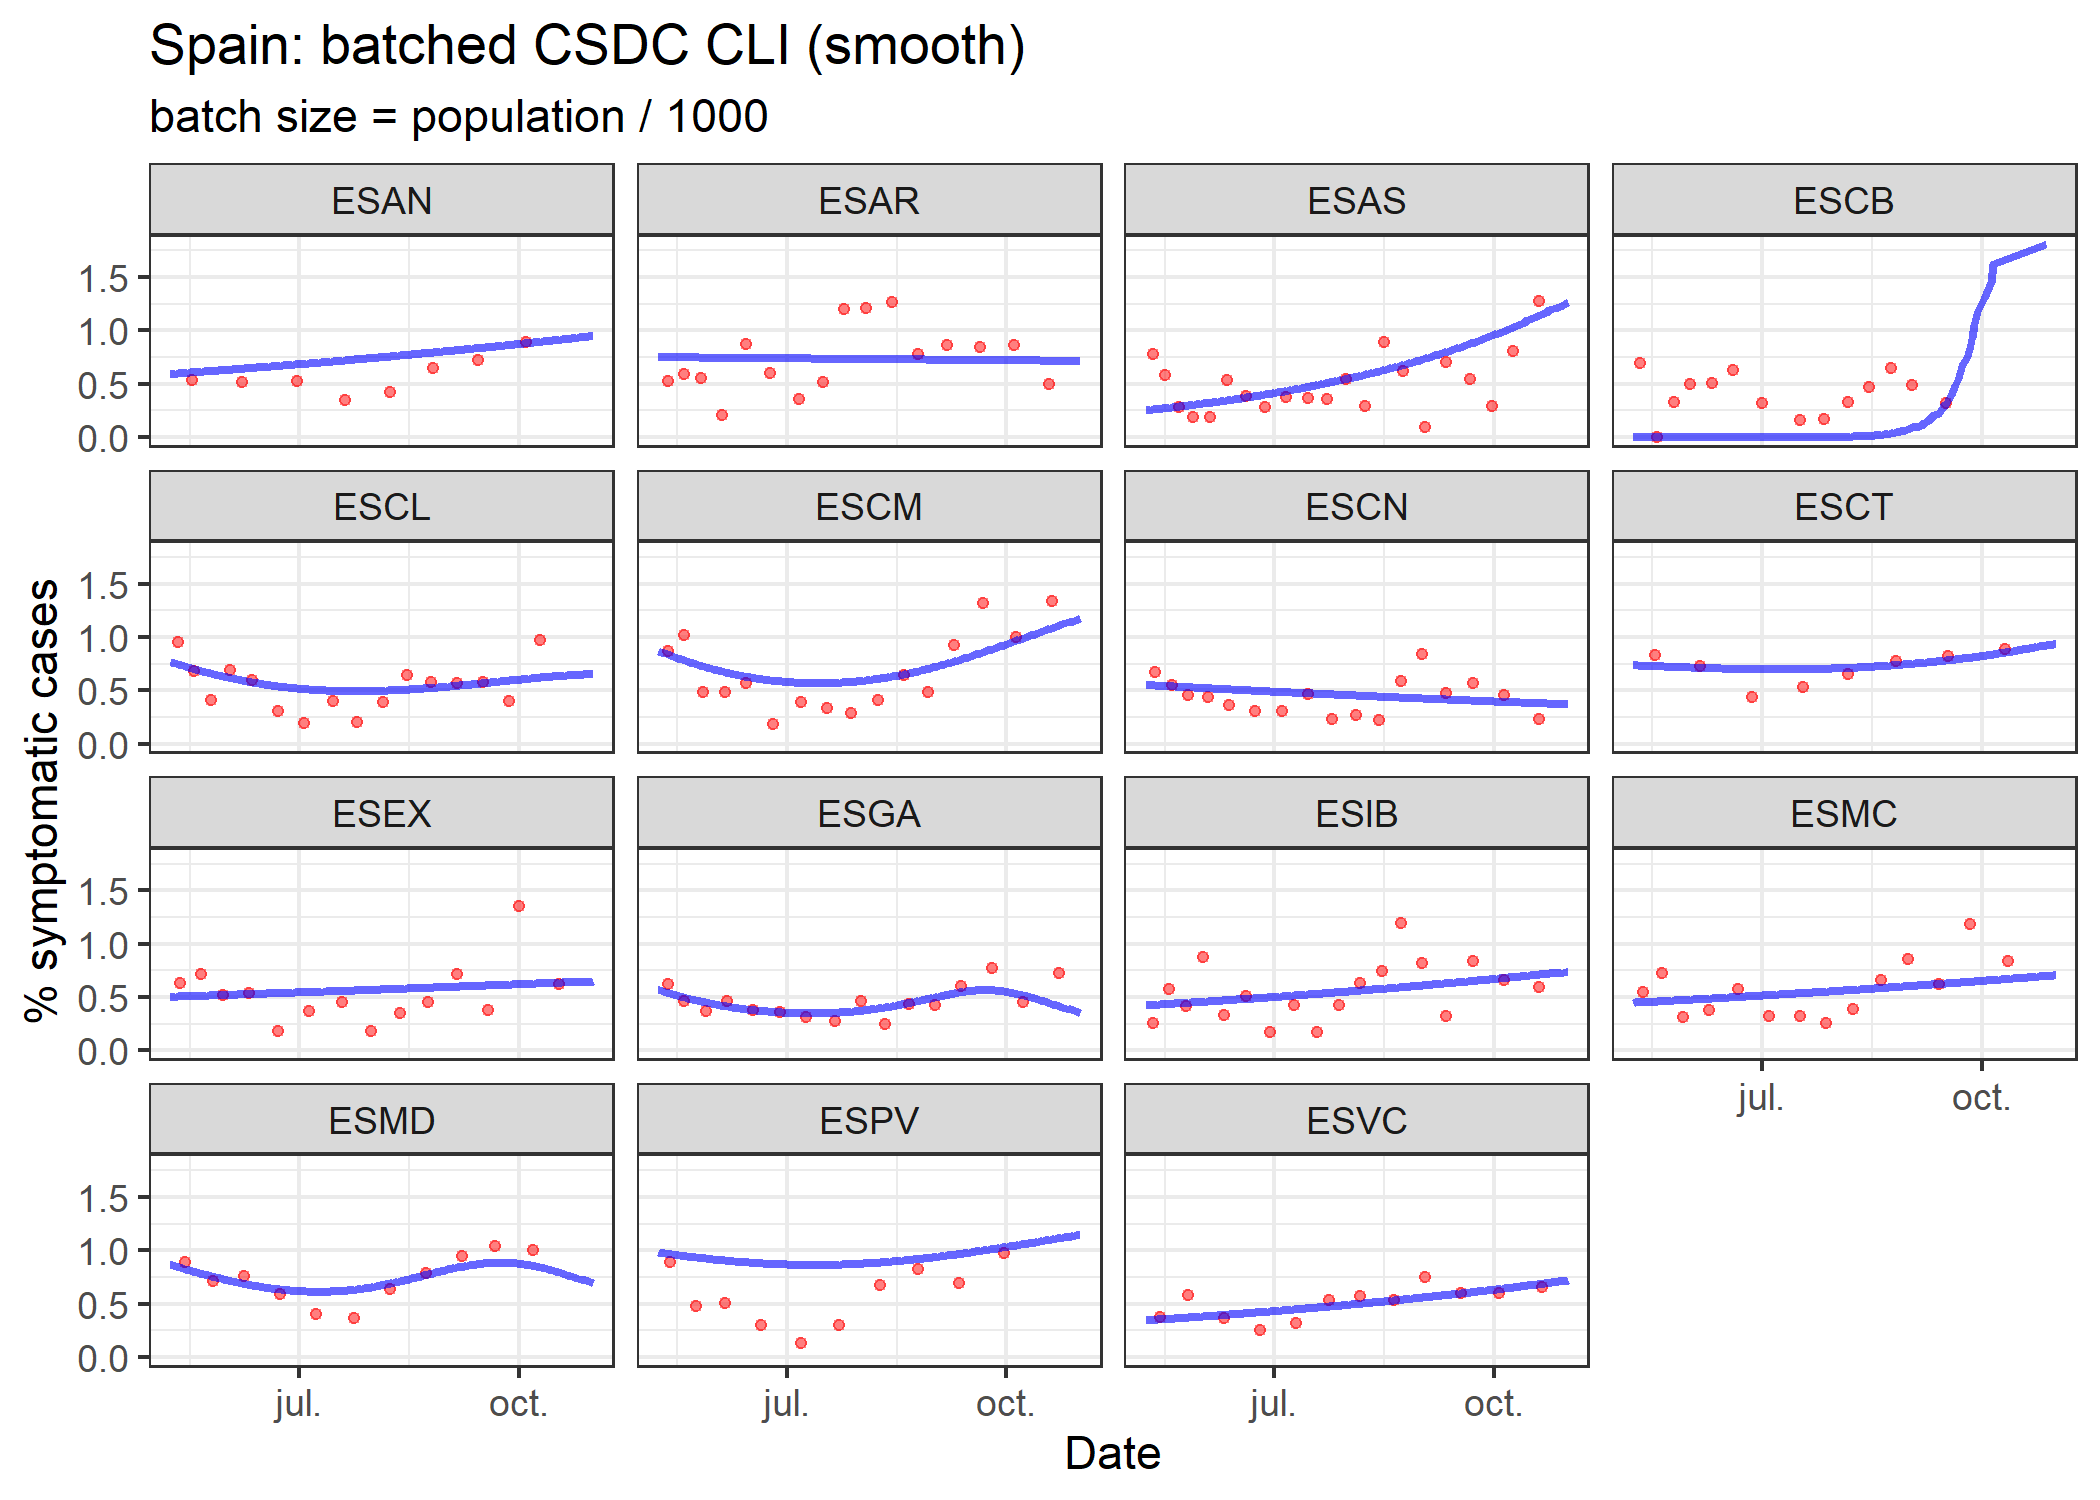 Spain: batched CSDC CLI (smooth)
batch size = population / 1000
ESAN ESAR ESAS ESCB
1.5
1.0
0.5
0.0
ESCL ESCM ESCN ESCT
1.5
1.0
0.5
0.0
ESEX ESGA ESIB ESMC
1.5
1.0
0.5
0.0
jul. oct.
ESMD ESPV ESVC
1.5
1.0
0.5
0.0
jul. oct. jul. oct. jul. oct.
Date
% symptomatic cases